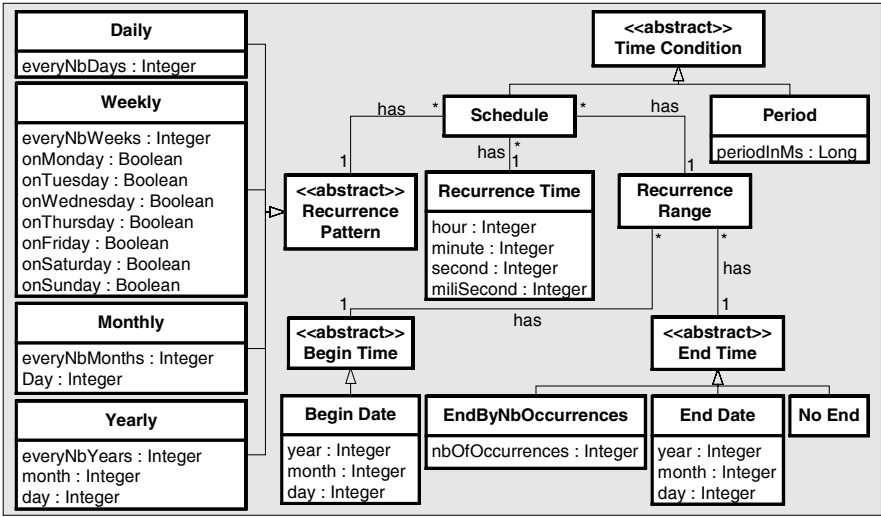 Daily
everyNbDays : Integer
Weekly
everyNbWeeks : Integer
onMonday : Boolean
onTuesday : Boolean
onWednesday : Boolean
onThursday : Boolean
onFriday : Boolean
onSaturday : Boolean
onSunday : Boolean
Monthly
everyNbMonths : Integer
Day : Integer
Yearly
everyNbYears : Integer
month : Integer
day : Integer
<<abstract>>
Time Condition
has
*
Schedule
*
has
Period
periodInMs : Long
1
has
*
1
1
<<abstract>>
Recurrence
Pattern
Recurrence Time
hour : Integer
minute : Integer
second : Integer
miliSecond : Integer
Recurrence
Range
*
*
has
1
has
1
<<abstract>>
Begin Time
<<abstract>>
End Time
Begin Date
year : Integer
month : Integer
day : Integer
EndByNbOccurrences
nbOfOccurrences : Integer
End Date
year : Integer
month : Integer
day : Integer
No End